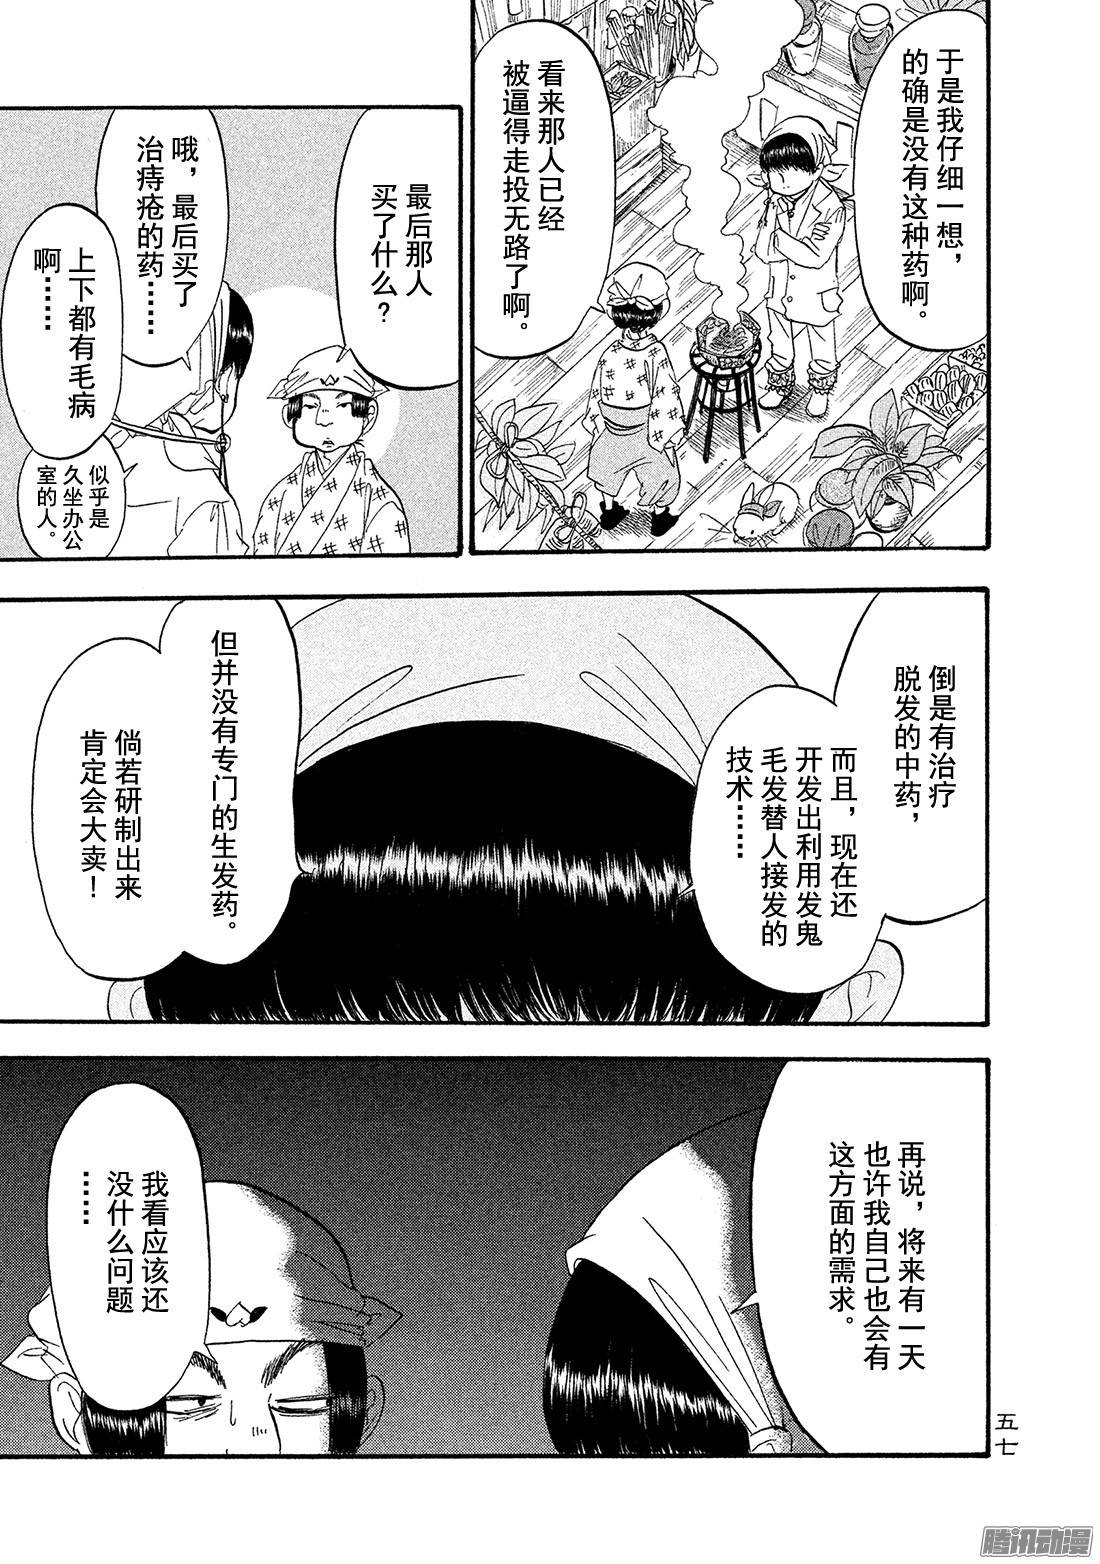 于是我仔细一想，
的确是没有这种药啊。
看来那人已经
被逼得走投无路了啊。
最后那人
买了什么？
哦，最后买了
治痔疮的药……
上下都有毛病
啊……
似乎是
久坐办公
室的人。
倒是有治疗
脱发的中药，
而且，现在还
开发出利用发鬼
毛发替人接发的
技术……
但并没有专门的生发药。
倘若研制出来
肯定会大卖！
再说，将来有一天
也许我自己也会有
这方面的需求。
我看应该还
没什么问题
……
五七
腾讯动漫